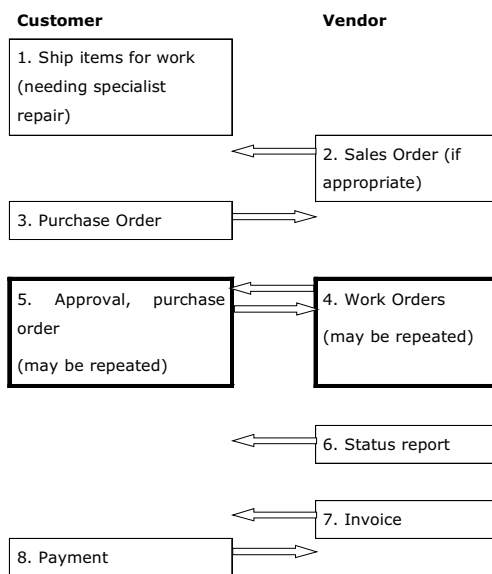 Customer
Vendor
1. Ship items for work
(needing specialist
repair)
2. Sales Order (if
appropriate)
3. Purchase Order
5. Approval, purchase
order
(may be repeated)
4. Work Orders
(may be repeated)
6. Status report
7. Invoice
8. Payment